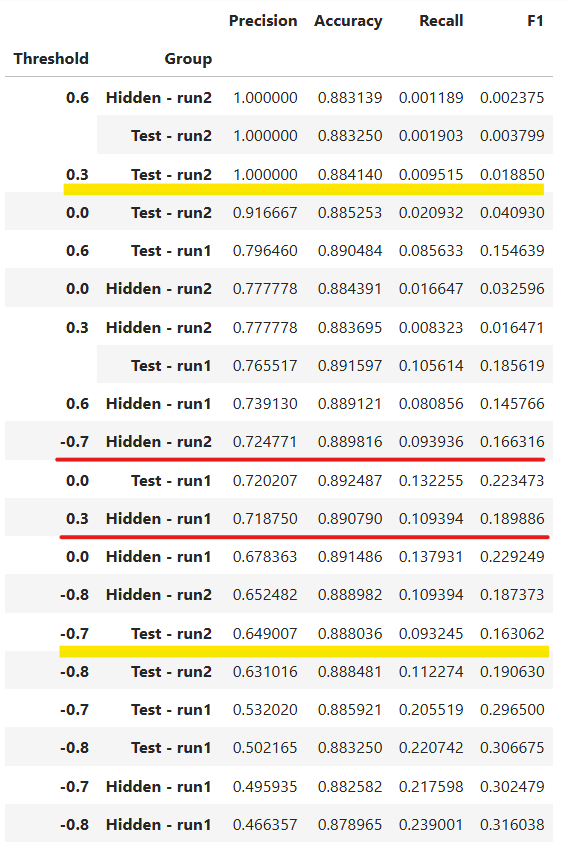 Precision Accuracy Recall F1
Threshold Group
0.6 Hidden - run2 1.000000 0.883139 0.001189 0.002375
Test - run2 1.000000 0.883250 0.001903 0.003799
0.3 Test - run2 1.000000 0.884140 0.009515 0.018850
0.0 Test - run2 0.916667 0.885253 0.020932 0.040930
0.6 Test - run1 0.796460 0.890484 0.085633 0.154639
0.0 Hidden - run2 0.777778 0.884391 0.016647 0.032596
0.3 Hidden - run2 0.777778 0.883695 0.008323 0.016471
Test - run1 0.765517 0.891597 0.105614 0.185619
0.6 Hidden - run1 0.739130 0.889121 0.080856 0.145766
-0.7 Hidden - run2 0.724771 0.889816 0.093936 0.166316
0.0 Test - run1 0.720207 0.892487 0.132255 0.223473
0.3 Hidden - run1 0.718750 0.890790 0.109394 0.189886
0.0 Hidden - run1 0.678363 0.891486 0.137931 0.229249
-0.8 Hidden - run2 0.652482 0.888982 0.109394 0.187373
-0.7 Test - run2 0.649007 0.888036 0.093245 0.163062
-0.8 Test - run2 0.631016 0.888481 0.112274 0.190630
-0.7 Test - run1 0.532020 0.885921 0.205519 0.296500
-0.8 Test - run1 0.502165 0.883250 0.220742 0.306675
-0.7 Hidden - run1 0.495935 0.882582 0.217598 0.302479
-0.8 Hidden - run1 0.466357 0.878965 0.239001 0.316038